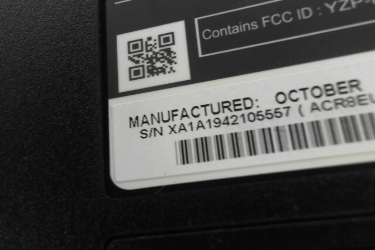 Contains FCC ID : YZP-
MANUFACTURED: OCTOBER
S/N XA1A1942105557 ( ACR8EU